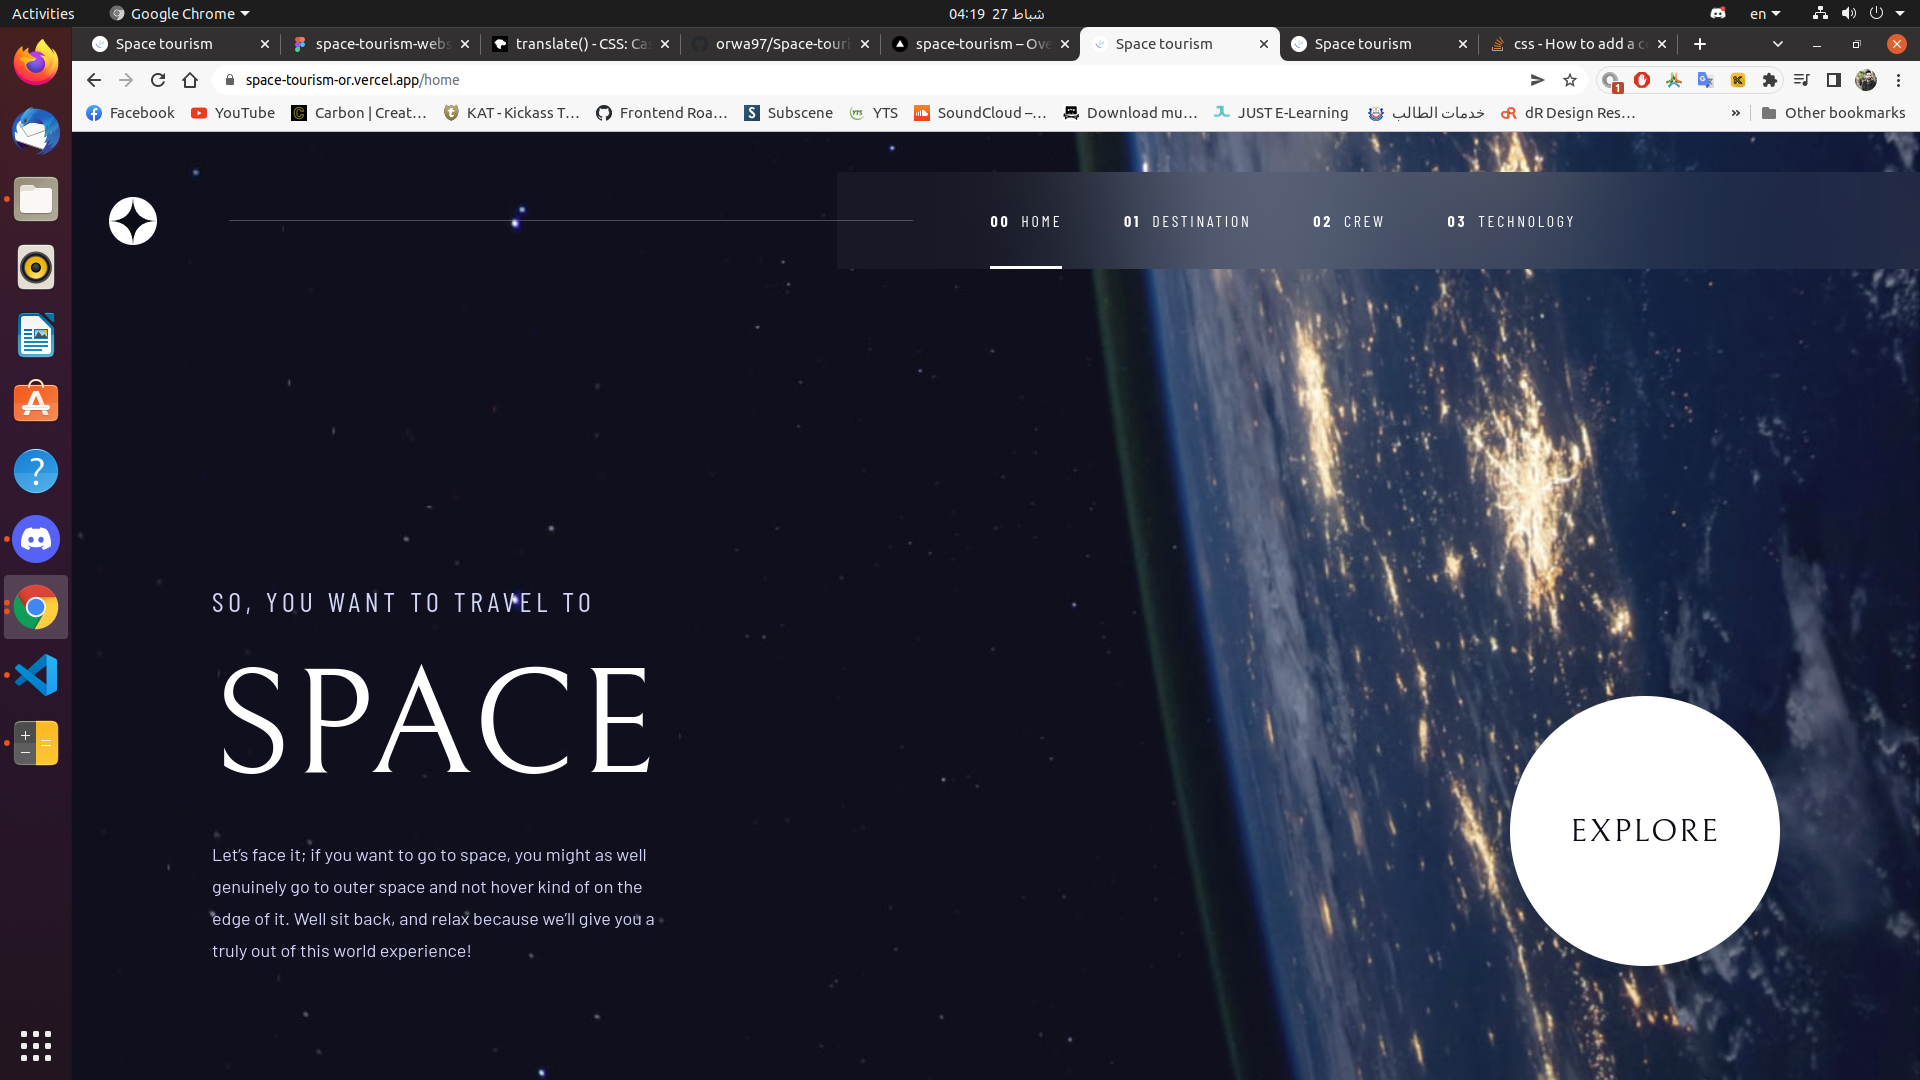 Activities
Google Chrome
04:19 27 شباط
en
Space tourism
space-tourism-webs
translate() - CSS: Cas
orwa97/Space-touri
space-tourism – Ove
Space tourism
Space tourism
css - How to add a c
space-tourism-or.vercel.app/home
1
Facebook
YouTube
Carbon | Creat...
KAT - Kickass T...
Frontend Roa...
Subscene
YTS
SoundCloud –...
Download mu...
JUST E-Learning
خدمات الطالب
dR Design Res...
»
Other bookmarks
00 HOME
01 DESTINATION
02 CREW
03 TECHNOLOGY
SO, YOU WANT TO TRAVEL TO
SPACE
Let’s face it; if you want to go to space, you might as well
genuinely go to outer space and not hover kind of on the
edge of it. Well sit back, and relax because we’ll give you a
truly out of this world experience!
EXPLORE